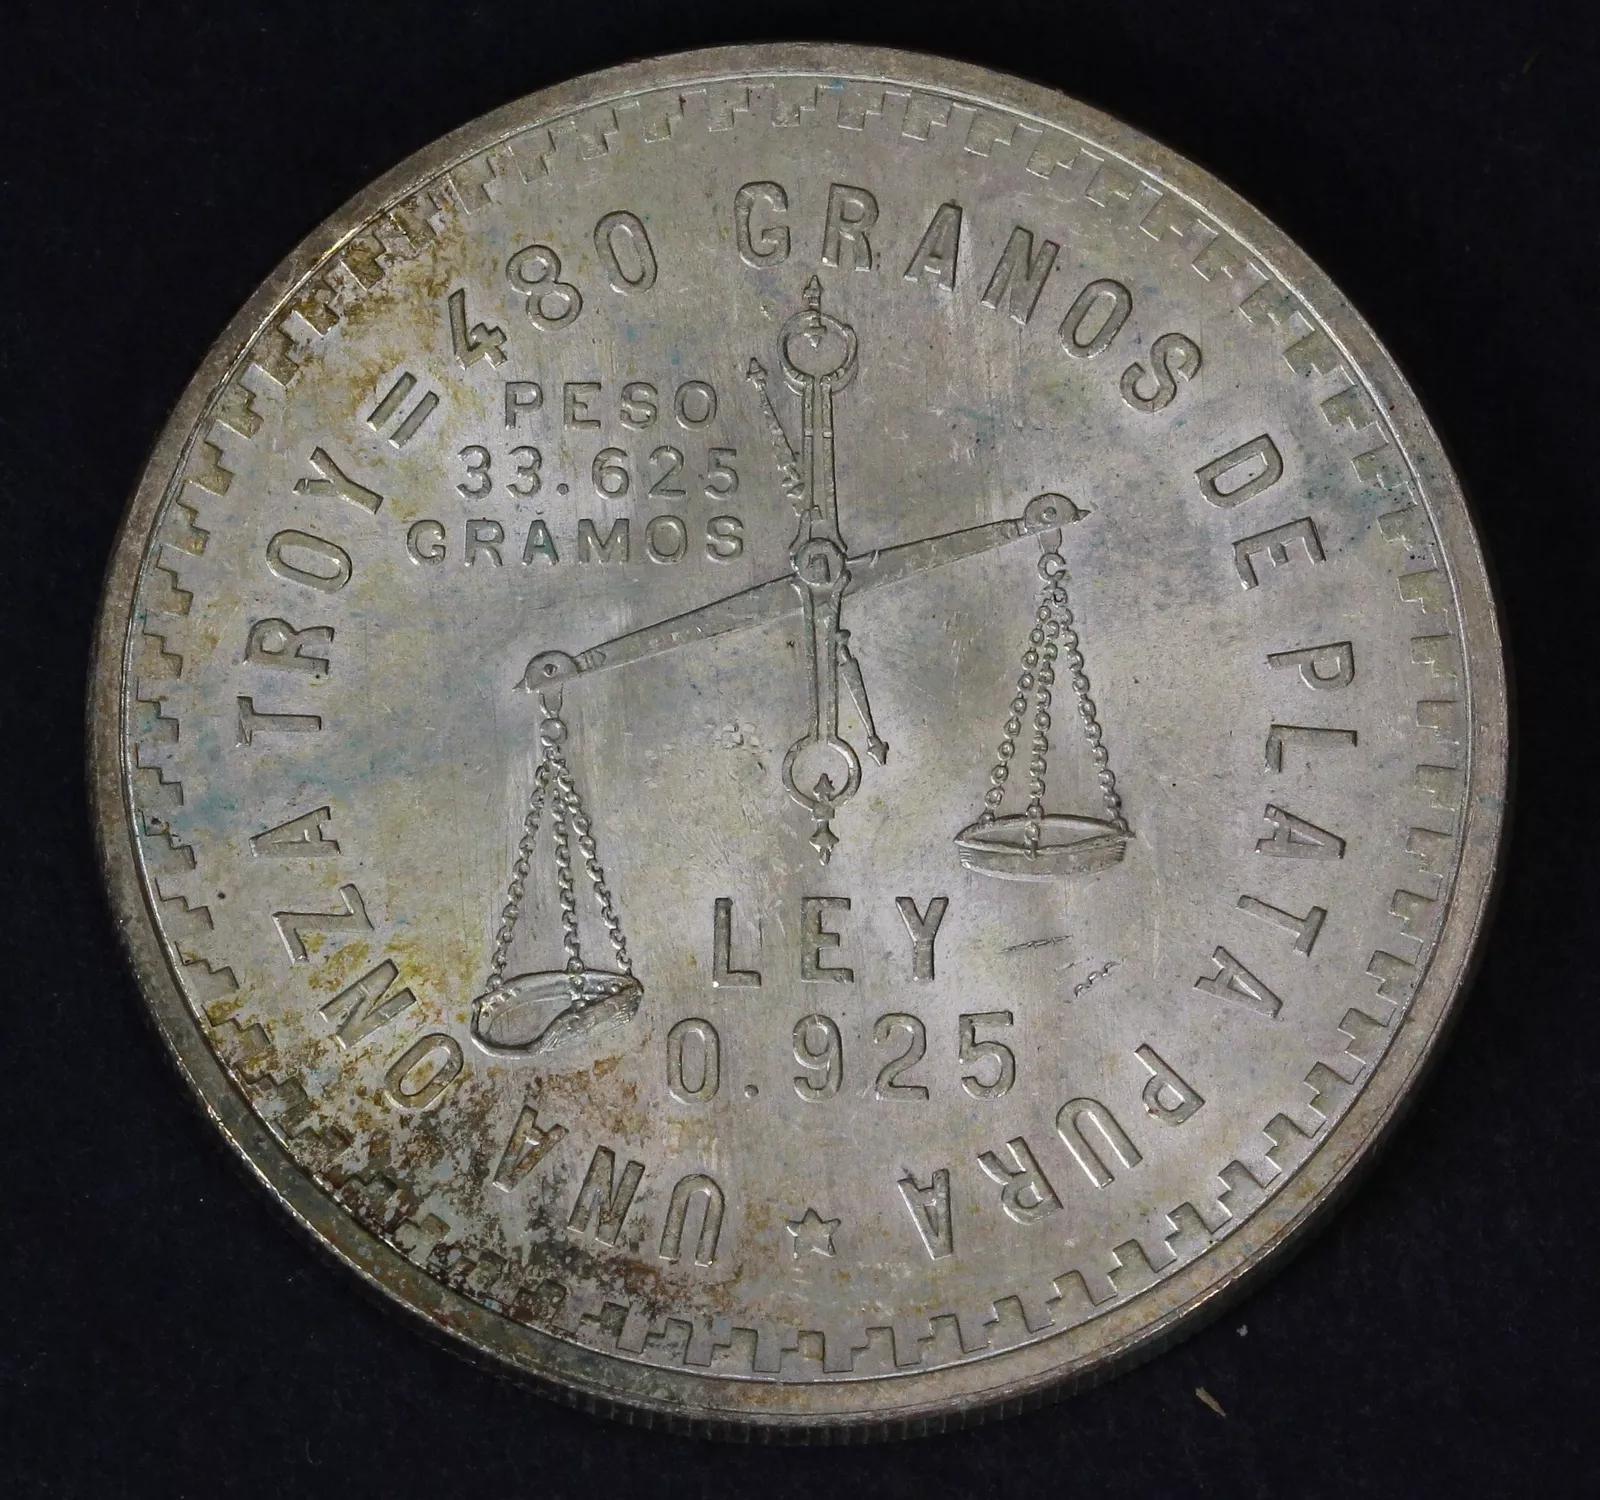 UNA ONZA TROY = 480 GRANOS DE PLATA PURA ★
PESO
33.625
GRAMOS
LEY
0.925